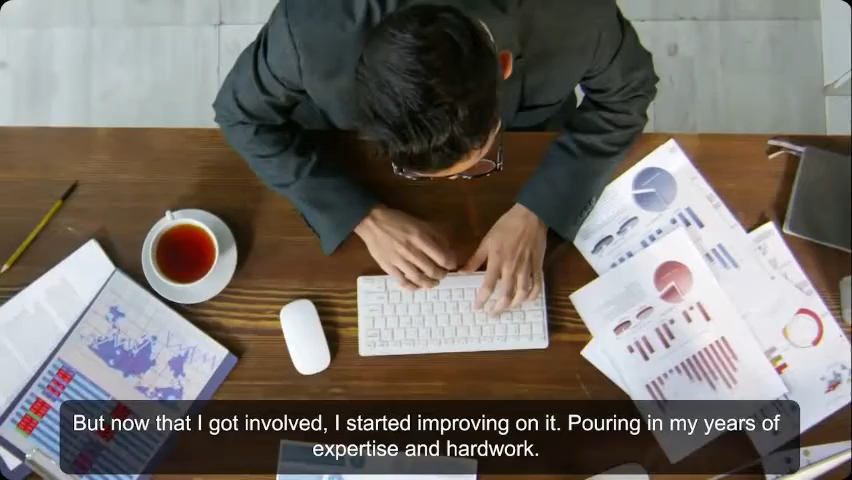 But now that I got involved, I started improving on it. Pouring in my years of
expertise and hardwork.